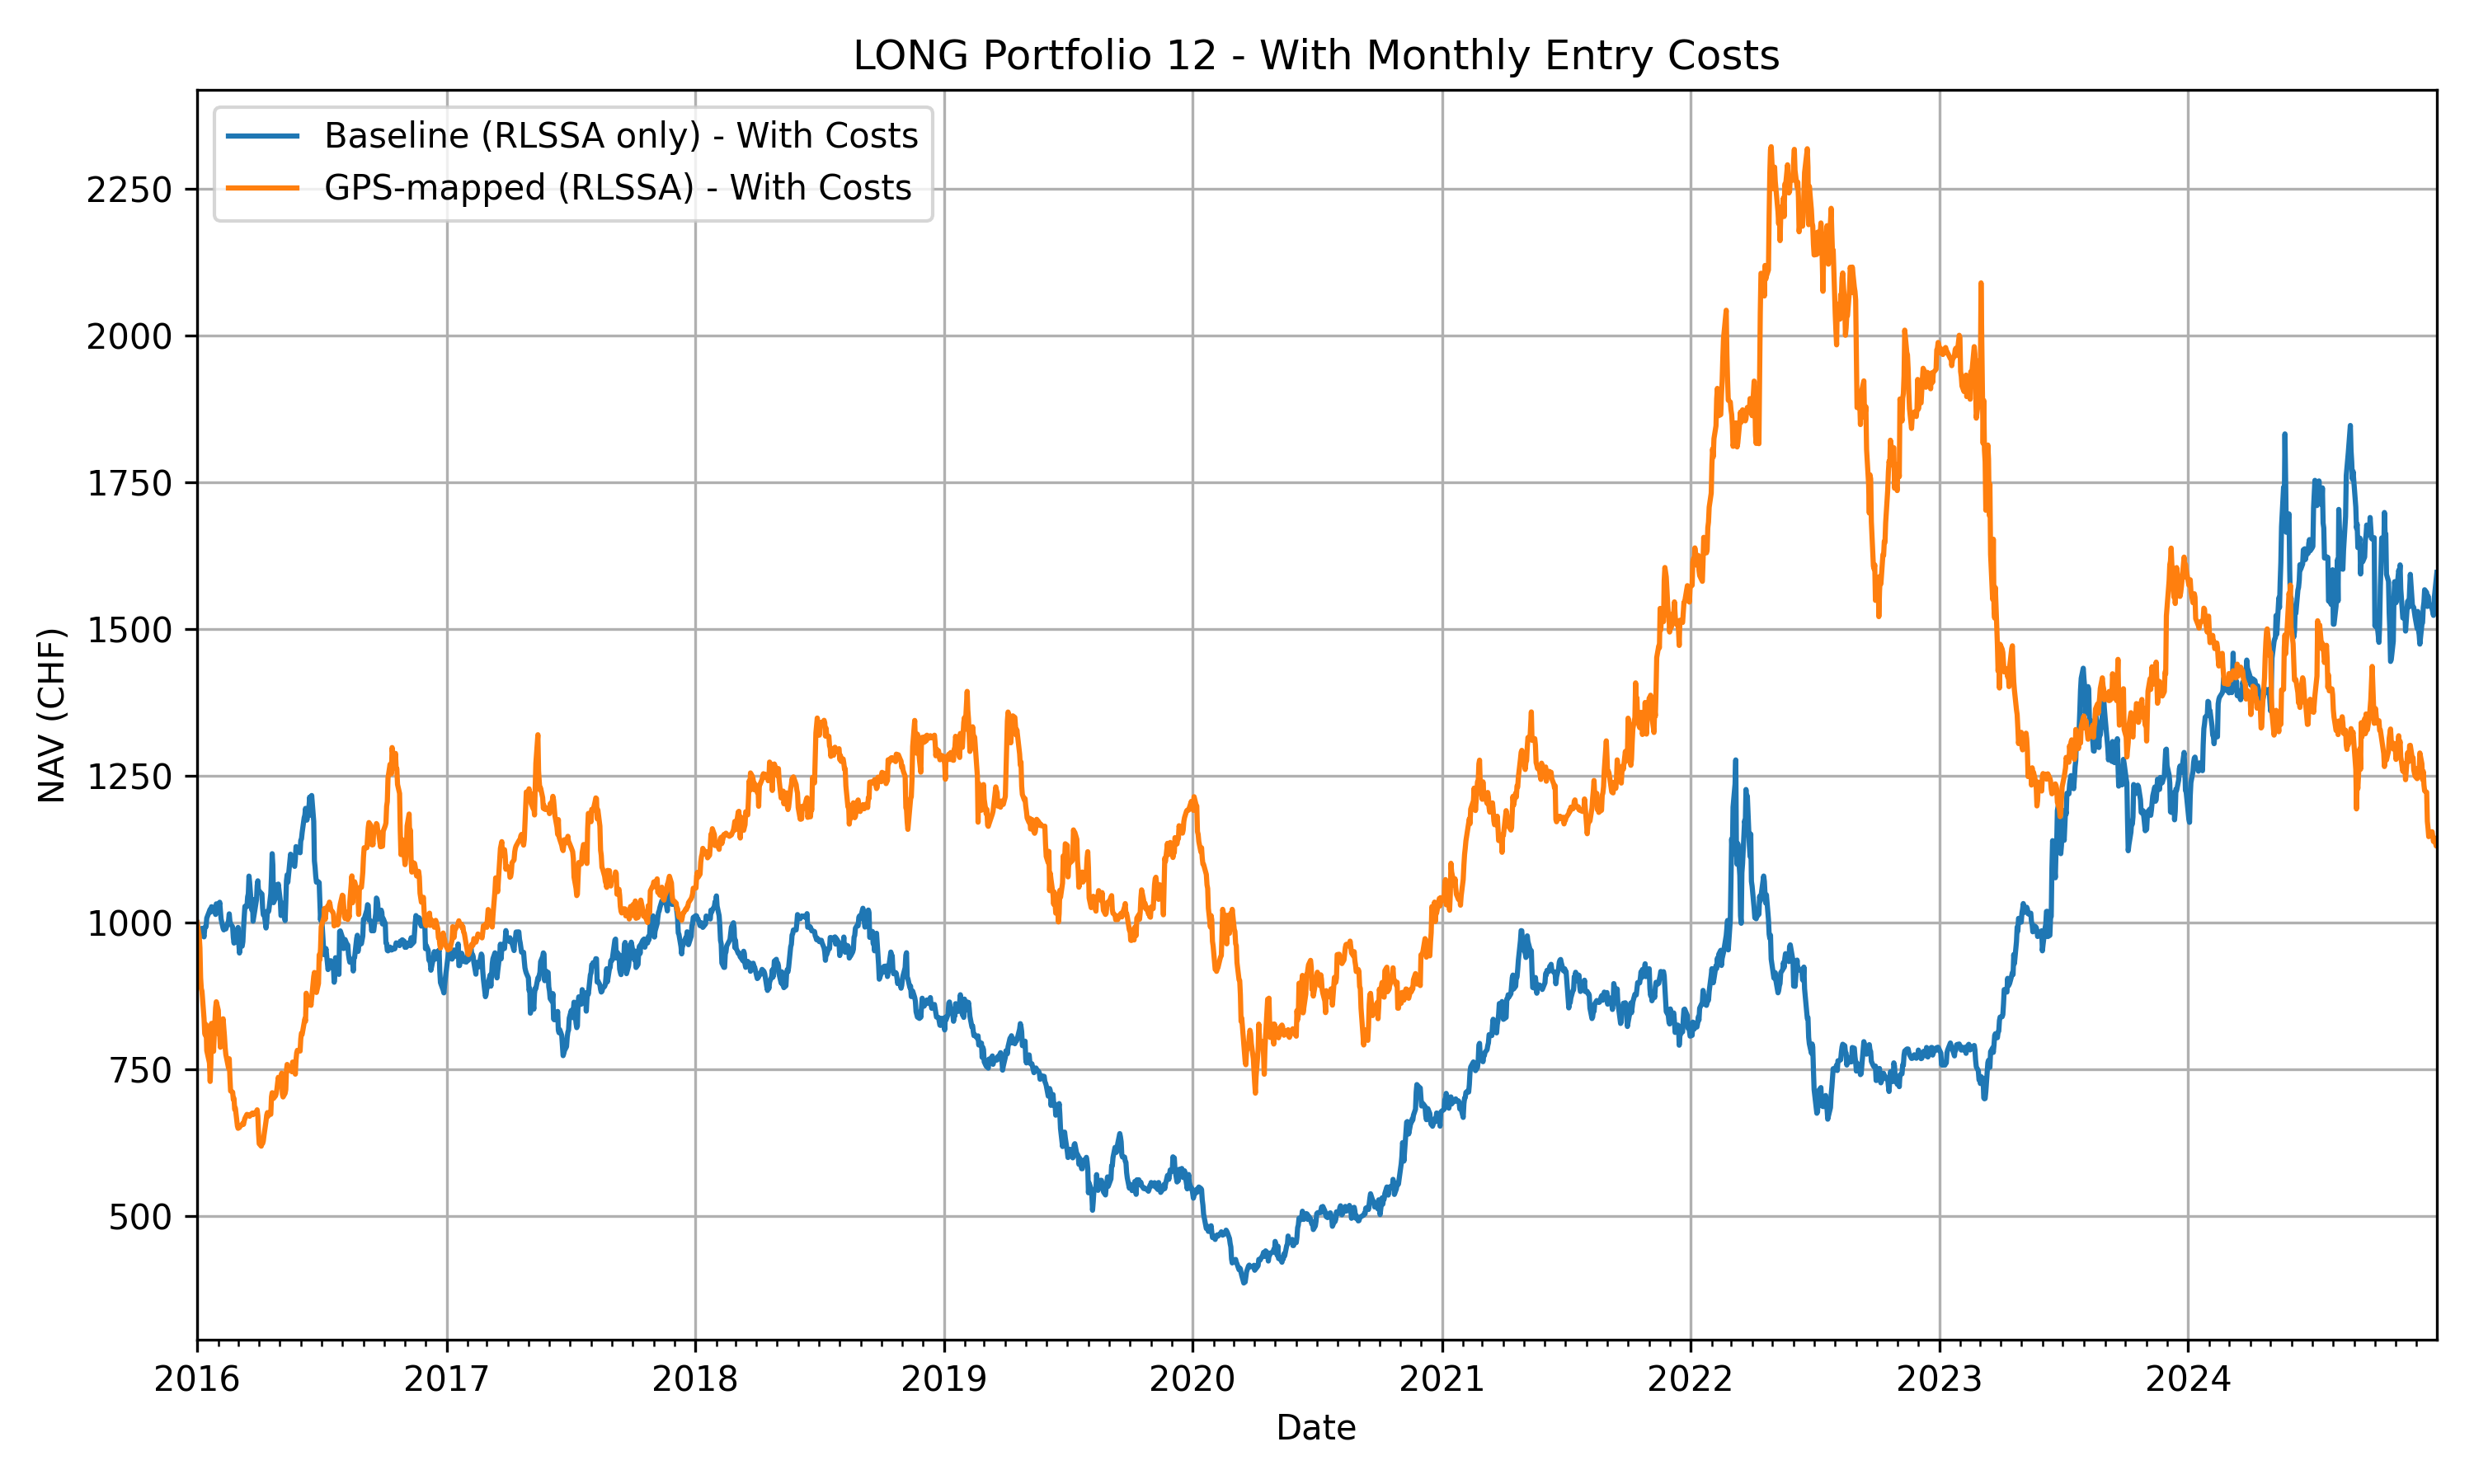 LONG Portfolio 12 - With Monthly Entry Costs
Baseline (RLSSA only) - With Costs
GPS-mapped (RLSSA) - With Costs
NAV (CHF)
2250
2000
1750
1500
1250
1000
750
500
2016 2017 2018 2019 2020 2021 2022 2023 2024
Date